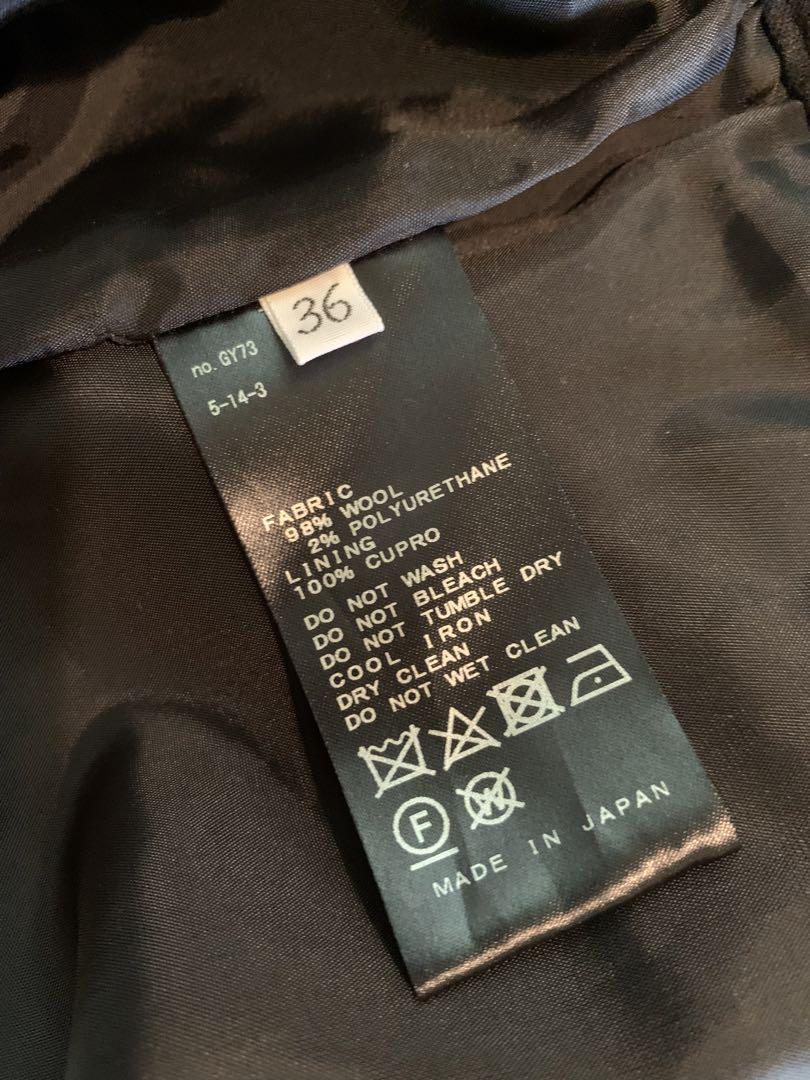 36
no. GY73
5-14-3
FABRIC
98% WOOL
2% POLYURETHANE
LINING
100% CUPRO
DO NOT WASH
DO NOT BLEACH
DO NOT TUMBLE DRY
COOL IRON
DRY CLEAN
DO NOT WET CLEAN
F W
MADE IN JAPAN